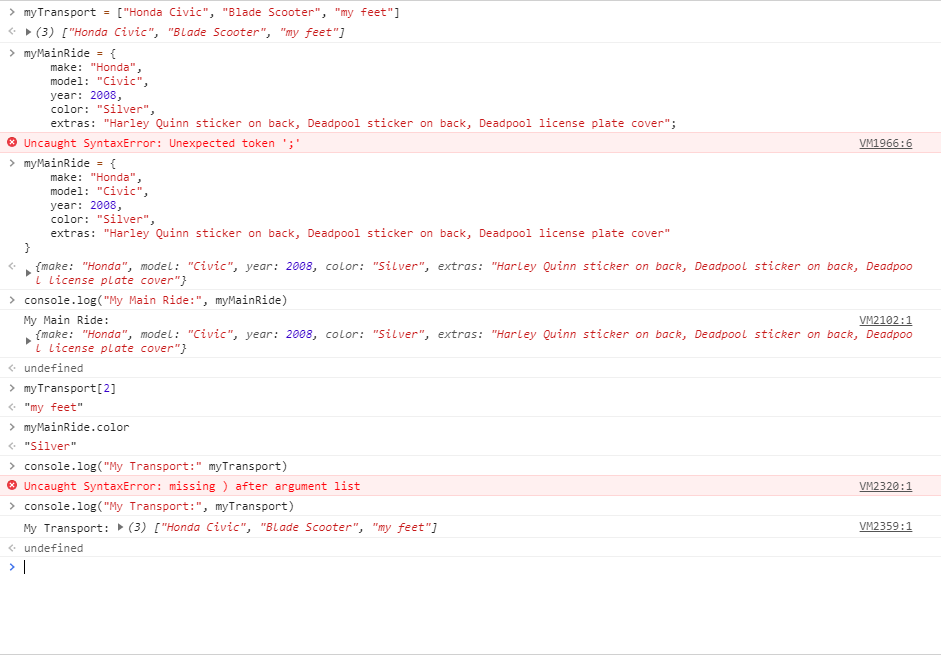 myTransport = ["Honda Civic", "Blade Scooter", "my feet"]
(3) ["Honda Civic", "Blade Scooter", "my feet"]
myMainRide = {
make: "Honda",
model: "Civic",
year: 2008,
color: "Silver",
extras: "Harley Quinn sticker on back, Deadpool sticker on back, Deadpool license plate cover";
Uncaught SyntaxError: Unexpected token ';' VM1966:6
myMainRide = {
make: "Honda",
model: "Civic",
year: 2008,
color: "Silver",
extras: "Harley Quinn sticker on back, Deadpool sticker on back, Deadpool license plate cover"
}
{make: "Honda", model: "Civic", year: 2008, color: "Silver", extras: "Harley Quinn sticker on back, Deadpool sticker on back, Deadpoo
l license plate cover"}
console.log("My Main Ride:", myMainRide)
My Main Ride: VM2102:1
{make: "Honda", model: "Civic", year: 2008, color: "Silver", extras: "Harley Quinn sticker on back, Deadpool sticker on back, Deadpoo
l license plate cover"}
undefined
myTransport[2]
"my feet"
myMainRide.color
"Silver"
console.log("My Transport:" myTransport)
Uncaught SyntaxError: missing ) after argument list VM2320:1
console.log("My Transport:", myTransport)
My Transport: (3) ["Honda Civic", "Blade Scooter", "my feet"] VM2359:1
undefined